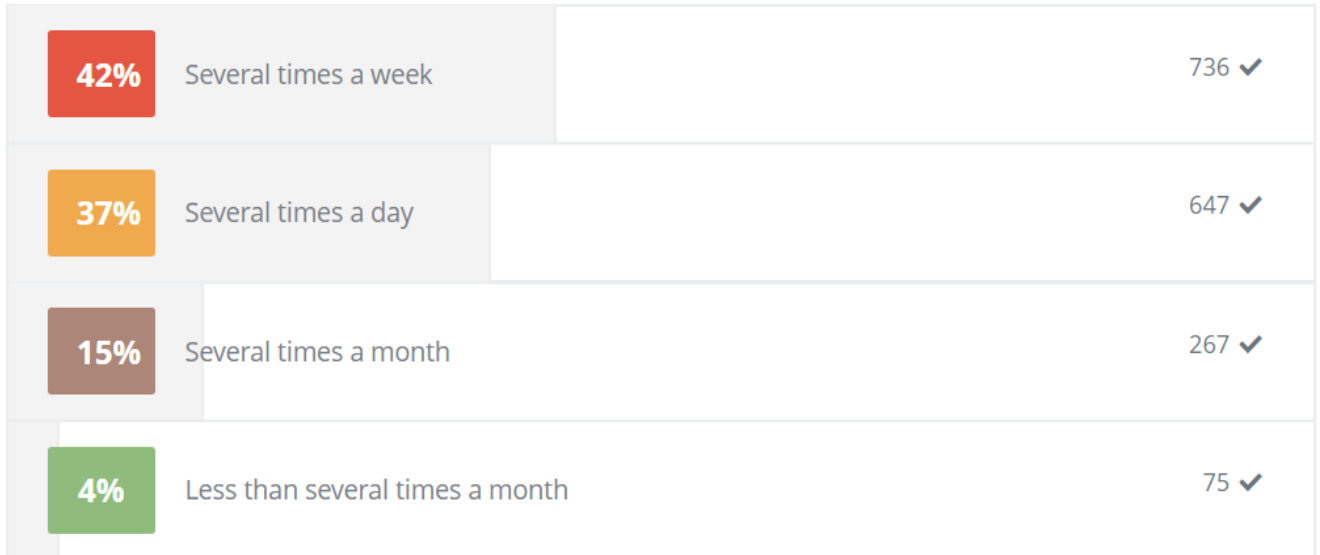 42% Several times a week 736
37% Several times a day 647
15% Several times a month 267
4% Less than several times a month 75